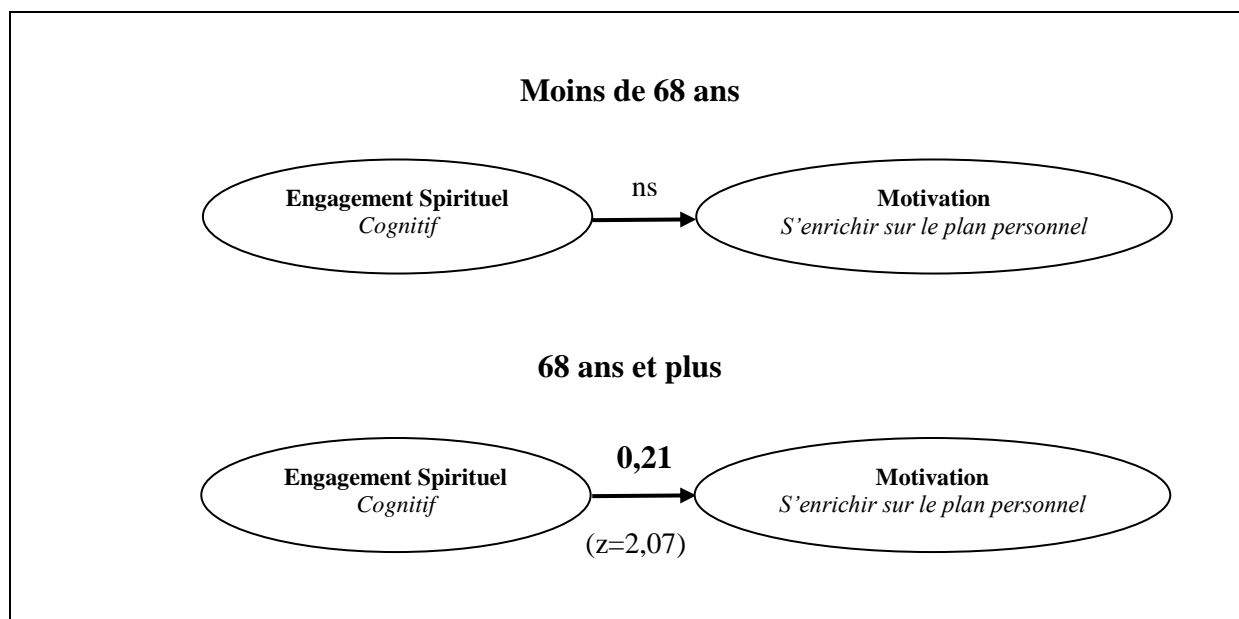 Moins de 68 ans
Engagement Spirituel
Cognitif
ns
Motivation
S'enrichir sur le plan personnel
68 ans et plus
Engagement Spirituel
Cognitif
0,21
(z=2,07)
Motivation
S'enrichir sur le plan personnel